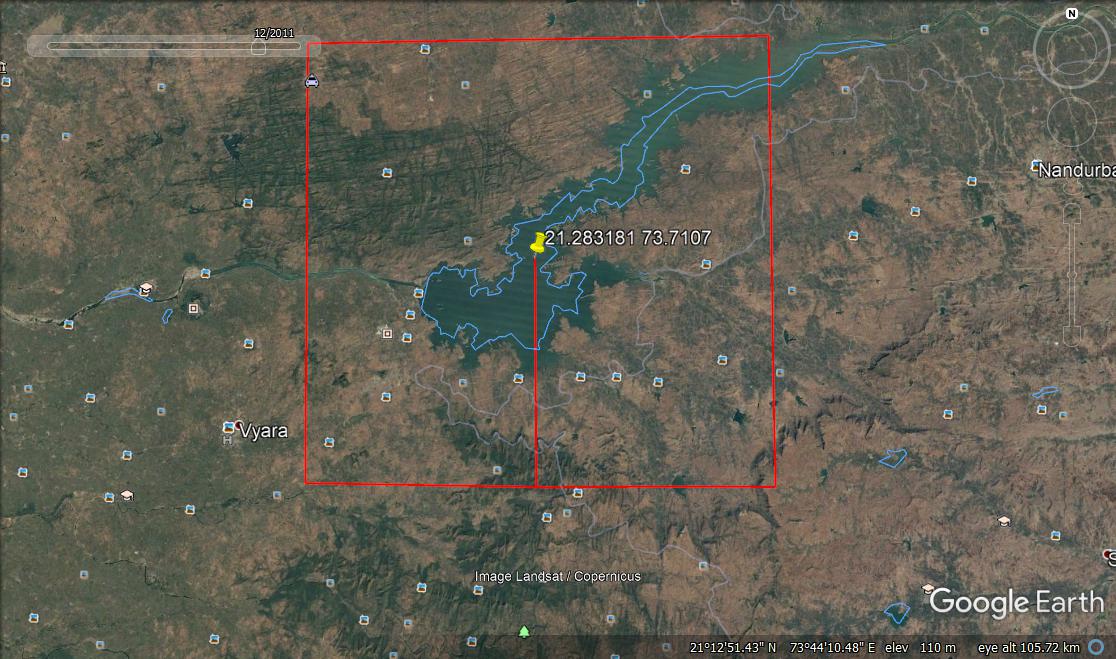 12/2011
N
Nandurba
21.283181 73.7107
Vyara
H
S
Image Landsat / Copernicus
Google Earth
21°12'51.43" N 73°44'10.48" E elev 110 m eye alt 105.72 km